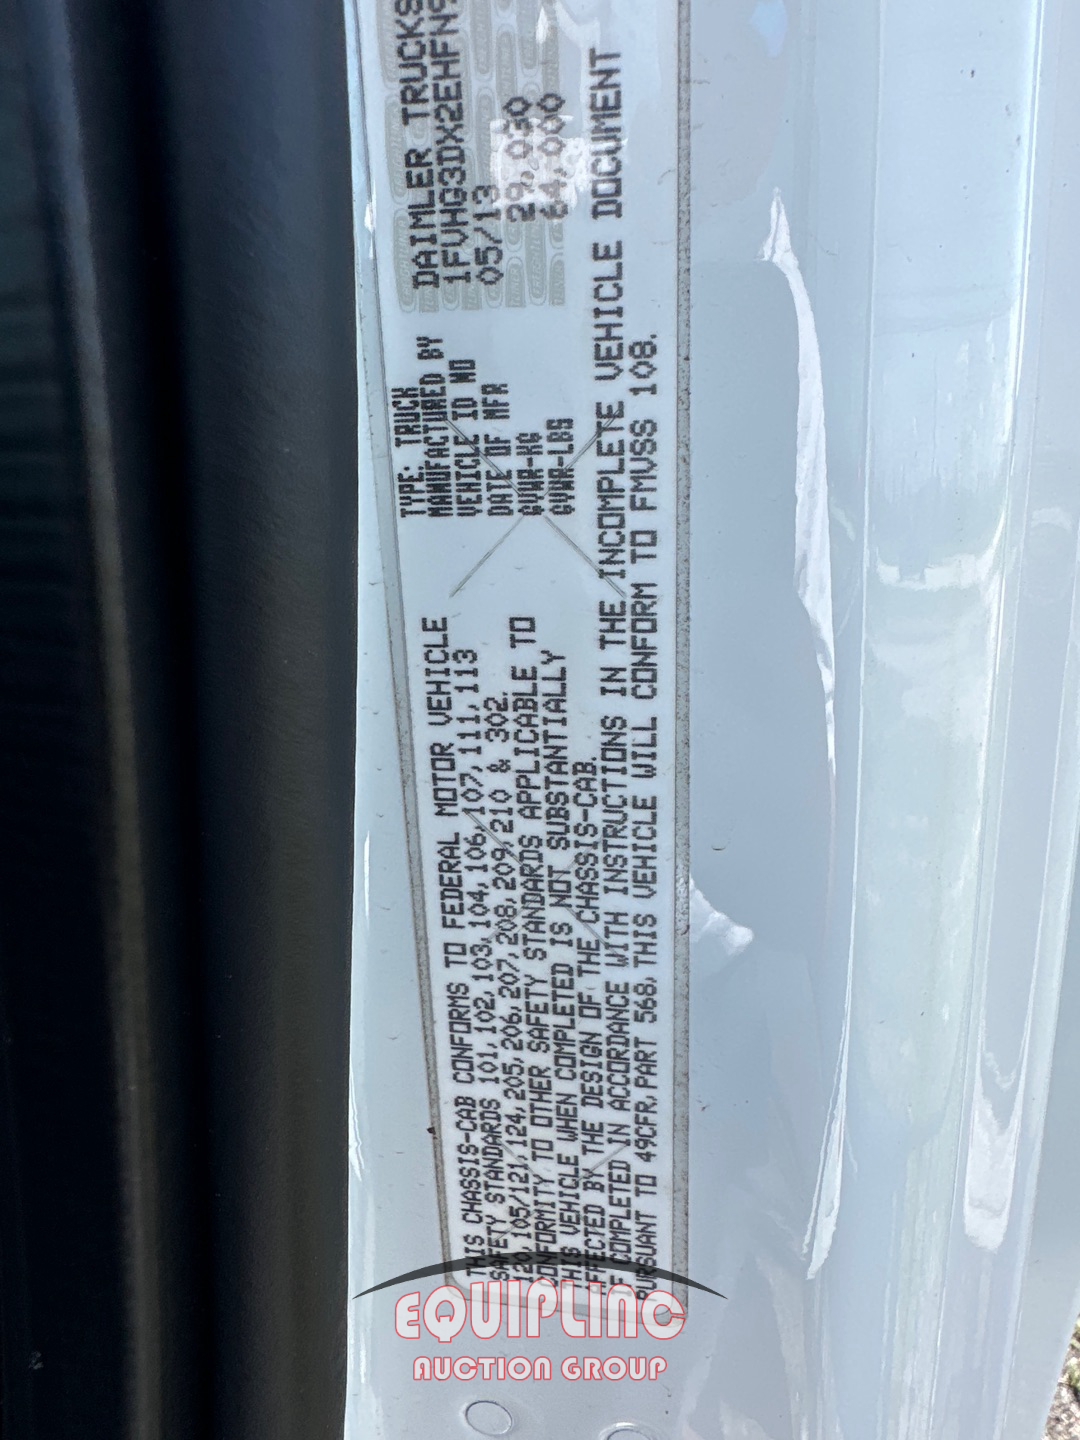 THIS CHASSIS-CAB CONFORMS TO FEDERAL MOTOR VEHICLE
SAFETY STANDARDS 101, 102, 103, 104, 106, 107, 111, 113
120, 105/121, 124, 205, 206, 207, 208, 209, 210 & 302.
CONFORMITY TO OTHER SAFETY STANDARDS APPLICABLE TO
THIS VEHICLE WHEN COMPLETED IS NOT SUBSTANTIALLY
AFFECTED BY THE DESIGN OF THE CHASSIS-CAB.
IF COMPLETED IN ACCORDANCE WITH INSTRUCTIONS IN THE INCOMPLETE VEHICLE DOCUMENT
PURSUANT TO 49CFR, PART 568, THIS VEHICLE WILL CONFORM TO FMVSS 108.
TYPE: TRUCK
MANUFACTURED BY DAIMLER TRUCKS
VEHICLE ID NO 1FVHG3DX2EHFN
DATE OF MFR 05/13
GVWR-KG 29,030
GVWR-LBS 64,000
EQUIPLINC
AUCTION GROUP